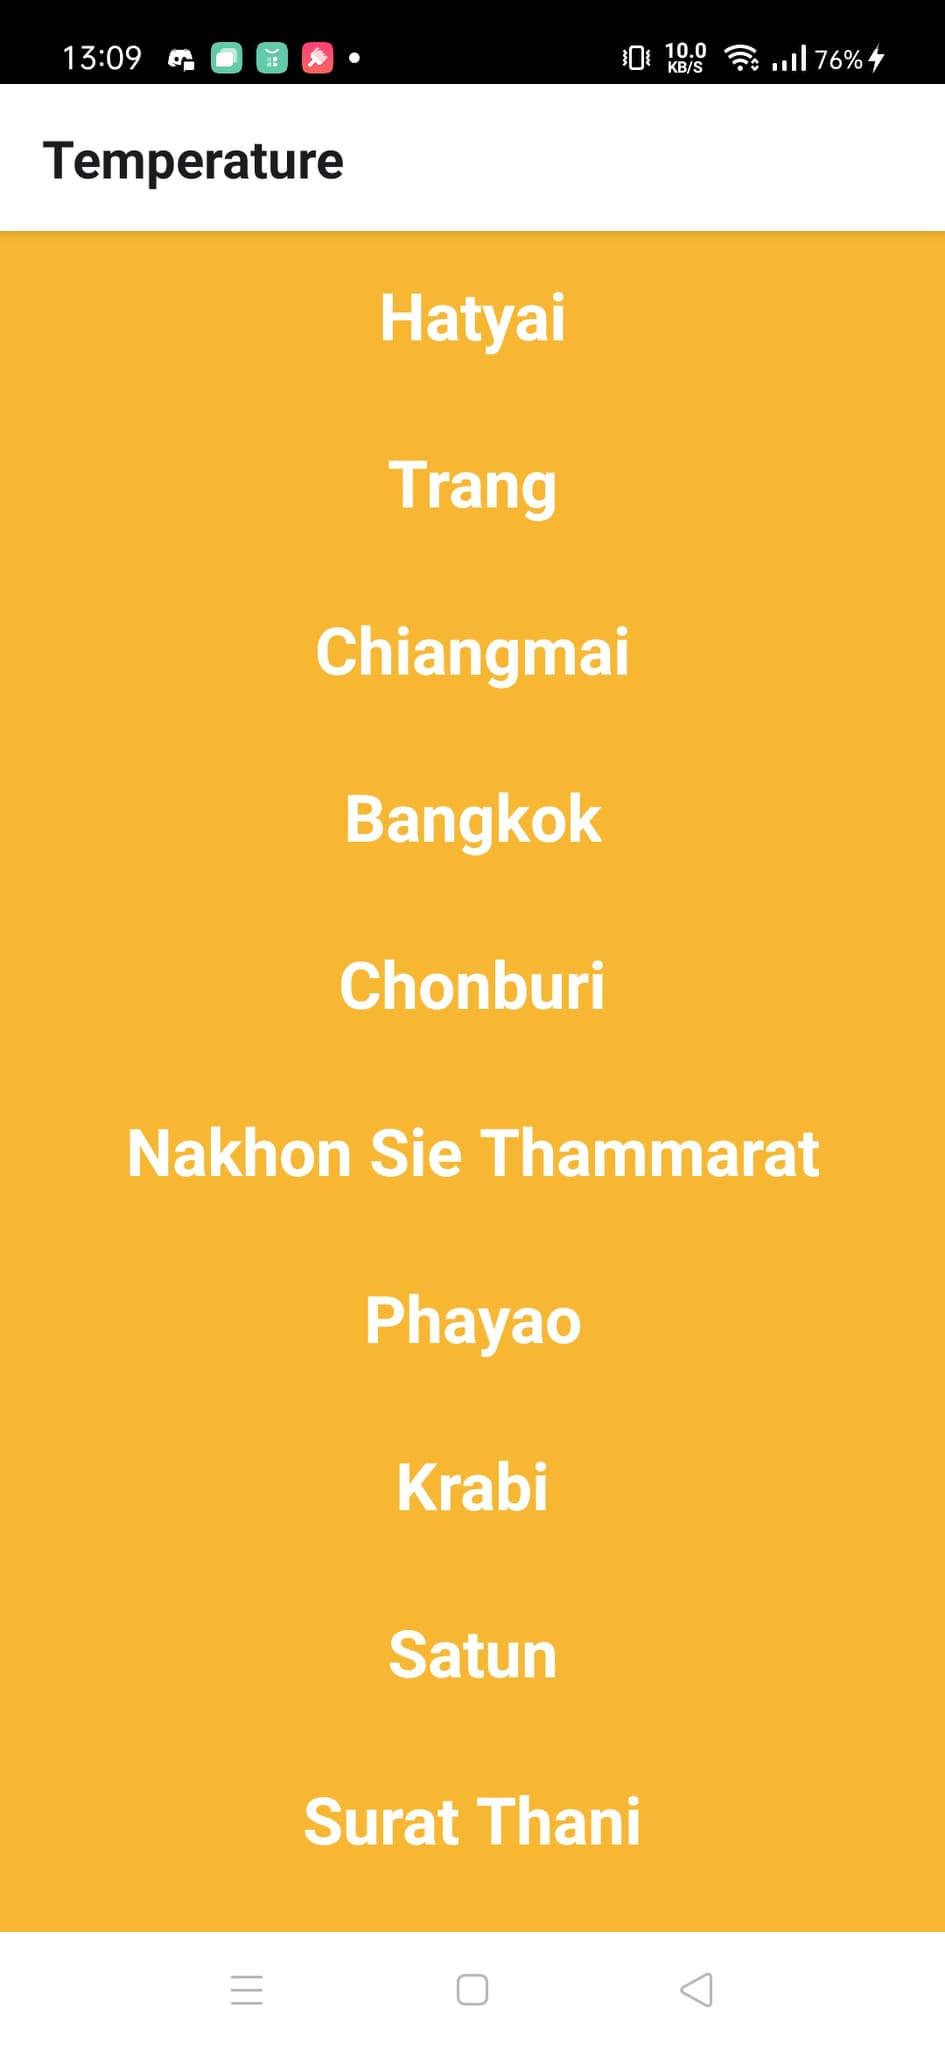 13:09 10.0 KB/S 76%
Temperature
Hatyai
Trang
Chiangmai
Bangkok
Chonburi
Nakhon Sie Thammarat
Phayao
Krabi
Satun
Surat Thani